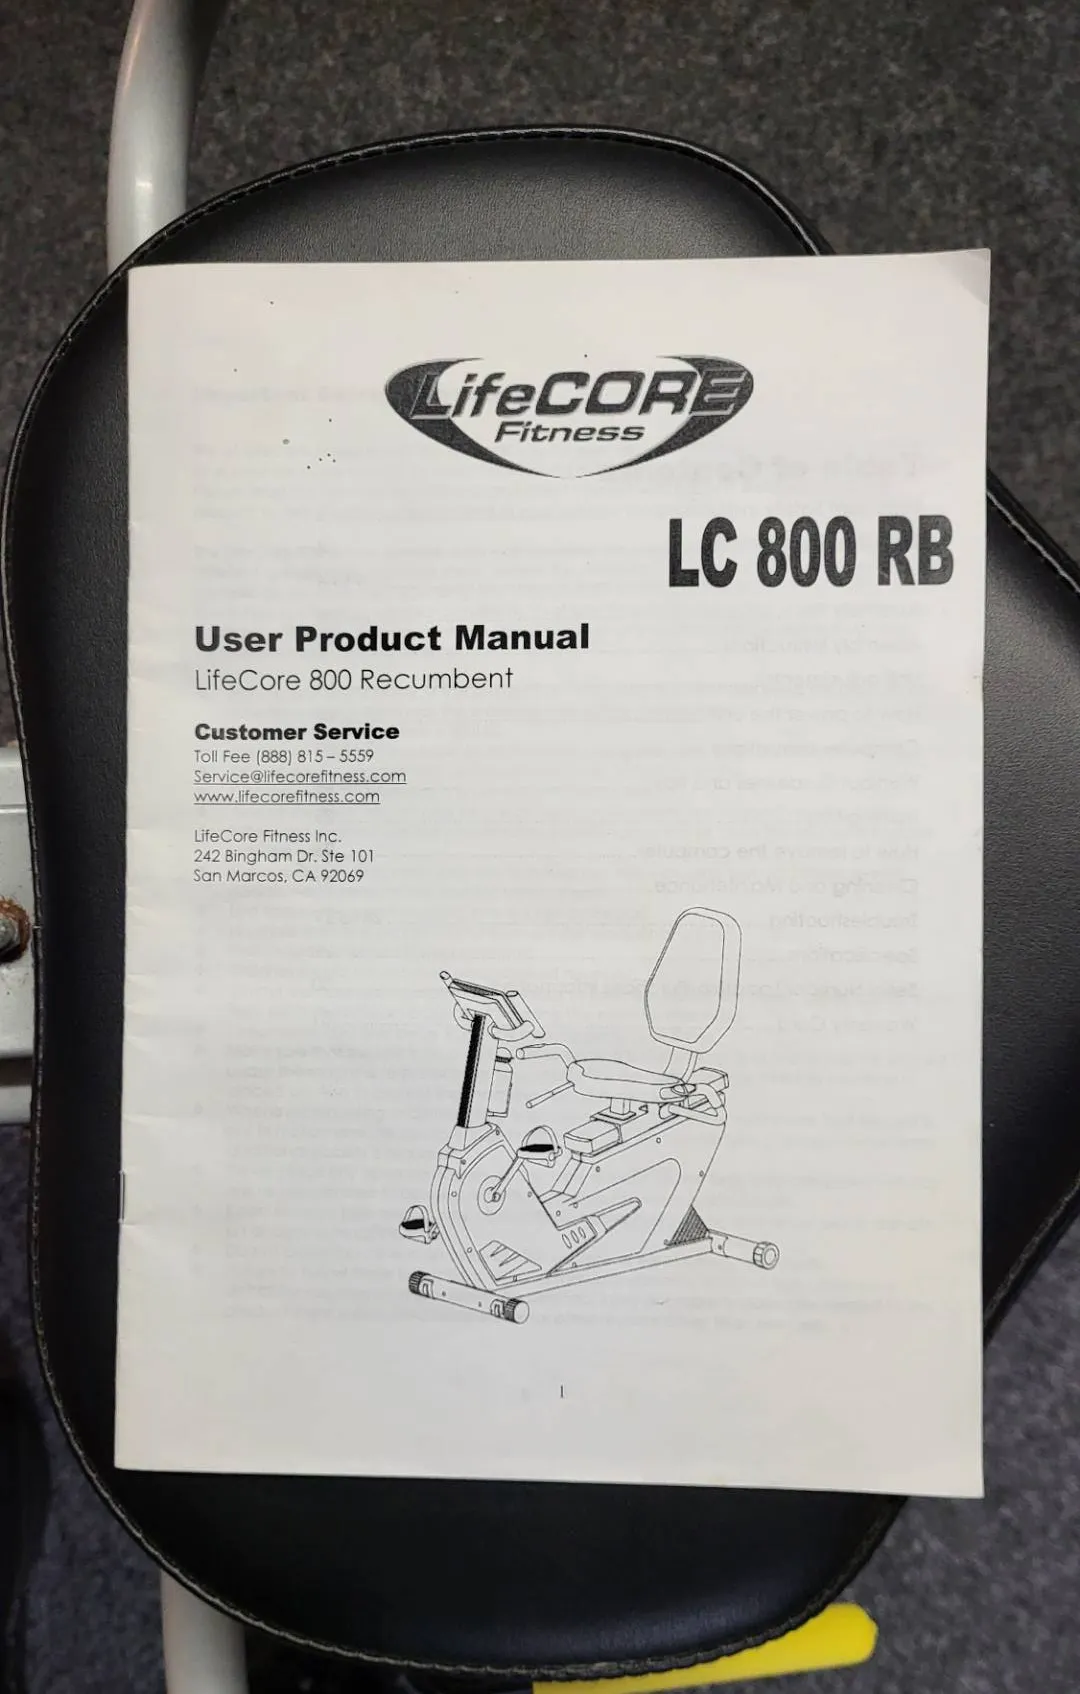 LifeCORE
Fitness
LC 800 RB
User Product Manual
LifeCore 800 Recumbent
Customer Service
Toll Fee (888) 815 – 5559
Service@lifecorefitness.com
www.lifecorefitness.com
LifeCore Fitness Inc.
242 Bingham Dr. Ste 101
San Marcos, CA 92069
1